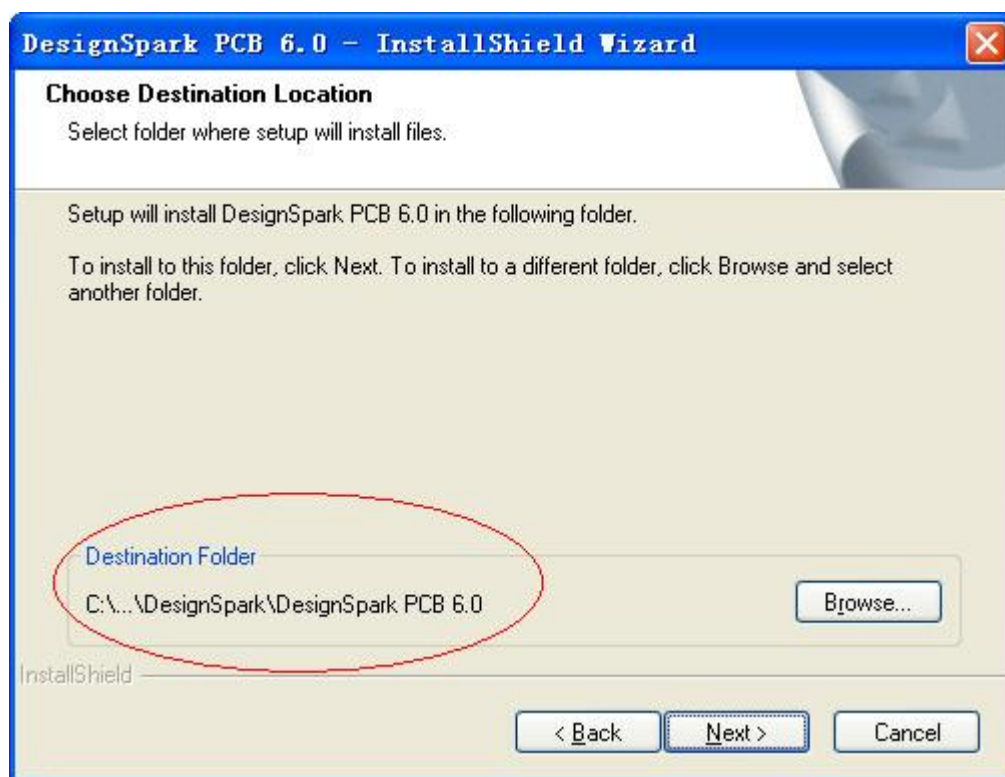 DesignSpark PCB 6.0 - InstallShield Wizard
Choose Destination Location
Select folder where setup will install files.
Setup will install DesignSpark PCB 6.0 in the following folder.
To install to this folder, click Next. To install to a different folder, click Browse and select
another folder.
Destination Folder
C:\...\DesignSpark\DesignSpark PCB 6.0
Browse...
InstallShield
< Back
Next >
Cancel